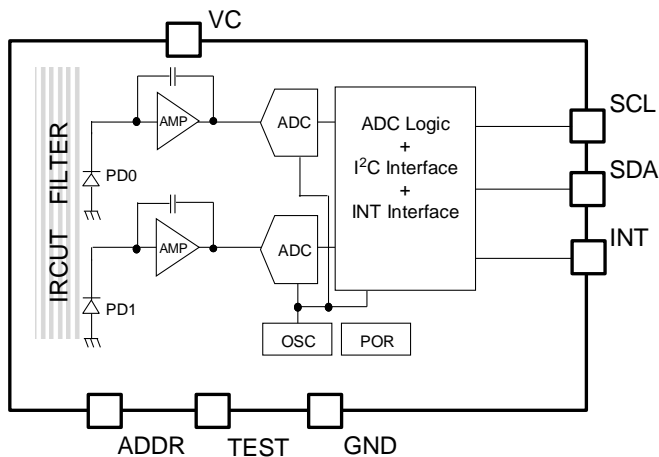 VC
IRCUT FILTER
PD0
AMP
ADC
PD1
AMP
ADC
ADC Logic
+
I²C Interface
+
INT Interface
OSC
POR
SCL
SDA
INT
ADDR
TEST
GND